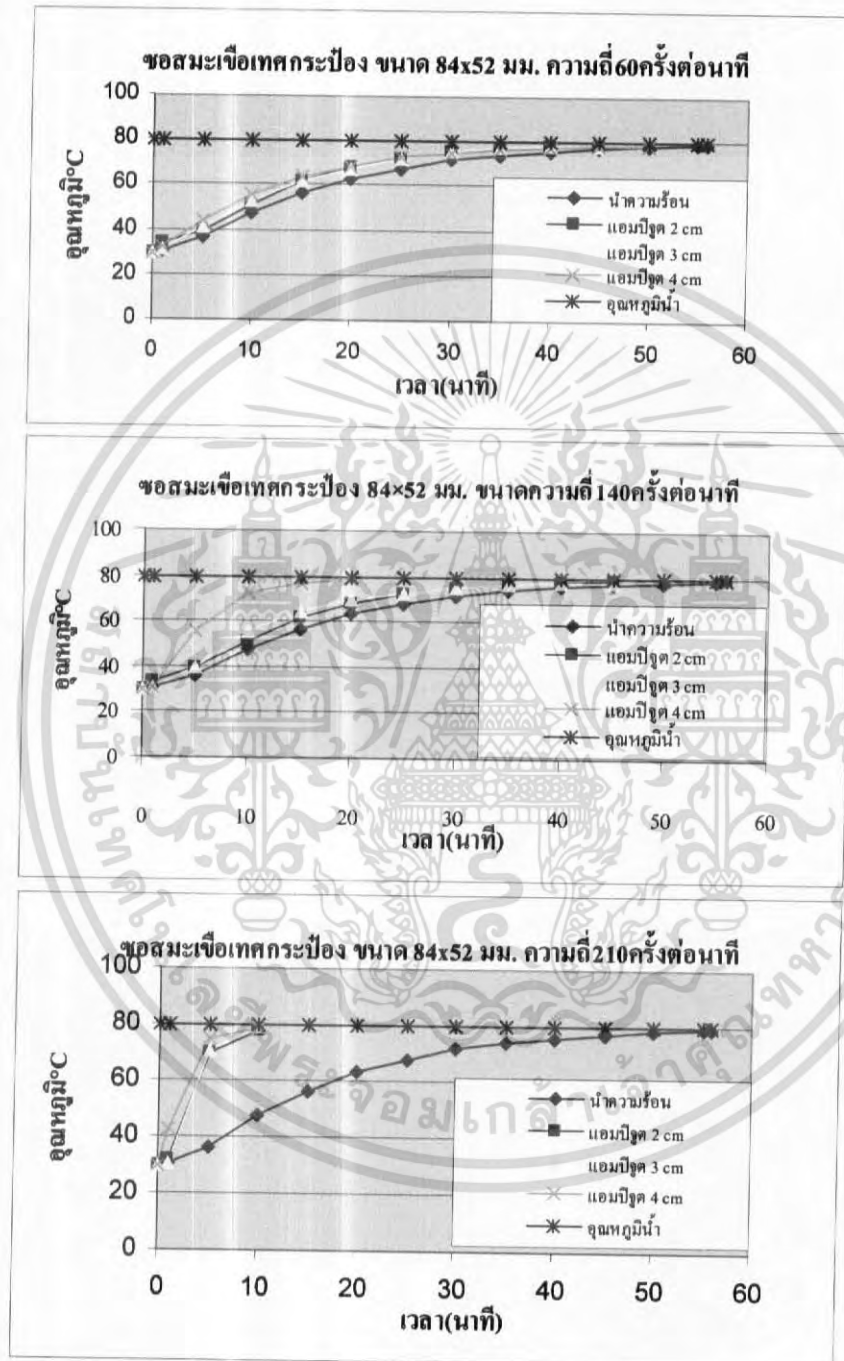 ซอสมะเขือเทศกระป๋อง ขนาด 84x52 มม. ความถี่60ครั้งต่อนาที
อุณหภูมิ°C
100
80
60
40
20
0
0 10 20 30 40 50 60
เวลา(นาที)
นำความร้อน
แอมปิจูด 2 cm
แอมปิจูด 3 cm
แอมปิจูด 4 cm
อุณหภูมิน้ำ
ซอสมะเขือเทศกระป๋อง 84×52 มม. ขนาดความถี่140ครั้งต่อนาที
อุณหภูมิ°C
100
80
60
40
20
0
0 10 20 30 40 50 60
เวลา(นาที)
นำความร้อน
แอมปิจูด 2 cm
แอมปิจูด 3 cm
แอมปิจูด 4 cm
อุณหภูมิน้ำ
ซอสมะเขือเทศกระป๋อง ขนาด 84x52 มม. ความถี่210ครั้งต่อนาที
อุณหภูมิ°C
100
80
60
40
20
0
0 10 20 30 40 50 60
เวลา(นาที)
นำความร้อน
แอมปิจูด 2 cm
แอมปิจูด 3 cm
แอมปิจูด 4 cm
อุณหภูมิน้ำ